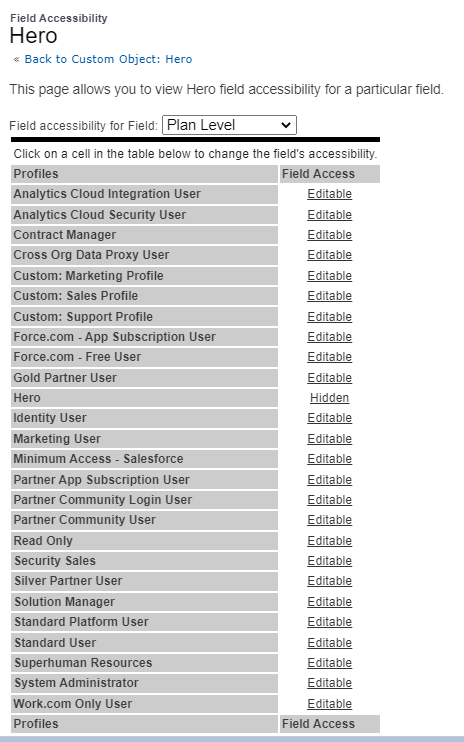 Field Accessibility
Hero
« Back to Custom Object: Hero
This page allows you to view Hero field accessibility for a particular field.
Field accessibility for Field: Plan Level
Click on a cell in the table below to change the field's accessibility.
Profiles Field Access
Analytics Cloud Integration User Editable
Analytics Cloud Security User Editable
Contract Manager Editable
Cross Org Data Proxy User Editable
Custom: Marketing Profile Editable
Custom: Sales Profile Editable
Custom: Support Profile Editable
Force.com - App Subscription User Editable
Force.com - Free User Editable
Gold Partner User Editable
Hero Hidden
Identity User Editable
Marketing User Editable
Minimum Access - Salesforce Editable
Partner App Subscription User Editable
Partner Community Login User Editable
Partner Community User Editable
Read Only Editable
Security Sales Editable
Silver Partner User Editable
Solution Manager Editable
Standard Platform User Editable
Standard User Editable
Superhuman Resources Editable
System Administrator Editable
Work.com Only User Editable
Profiles Field Access